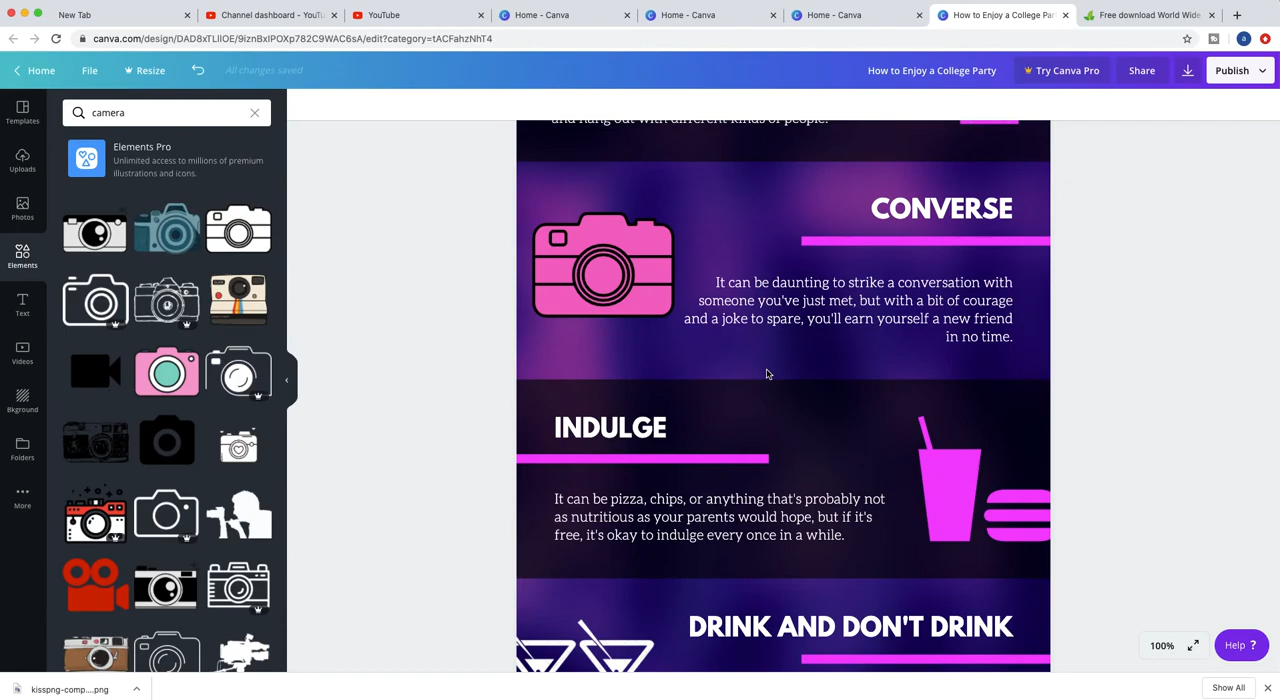 New Tab
Channel dashboard - YouTu
YouTube
Home - Canva
Home - Canva
Home - Canva
How to Enjoy a College Par
Free download World Wide
canva.com/design/DAD8xTLIlOE/9iznBxIPOXp782C9WAC6sA/edit?category=tACFahzNhT4
a
Home
File
Resize
All changes saved
How to Enjoy a College Party
Try Canva Pro
Share
Publish
Templates
Uploads
Photos
Elements
Text
Videos
Bkground
Folders
More
camera
Elements Pro
Unlimited access to millions of premium
illustrations and icons.
and hang out with different kinds of people.
CONVERSE
It can be daunting to strike a conversation with
someone you've just met, but with a bit of courage
and a joke to spare, you'll earn yourself a new friend
in no time.
INDULGE
It can be pizza, chips, or anything that's probably not
as nutritious as your parents would hope, but if it's
free, it's okay to indulge every once in a while.
DRINK AND DON'T DRINK
100%
Help ?
kisspng-comp....png
Show All